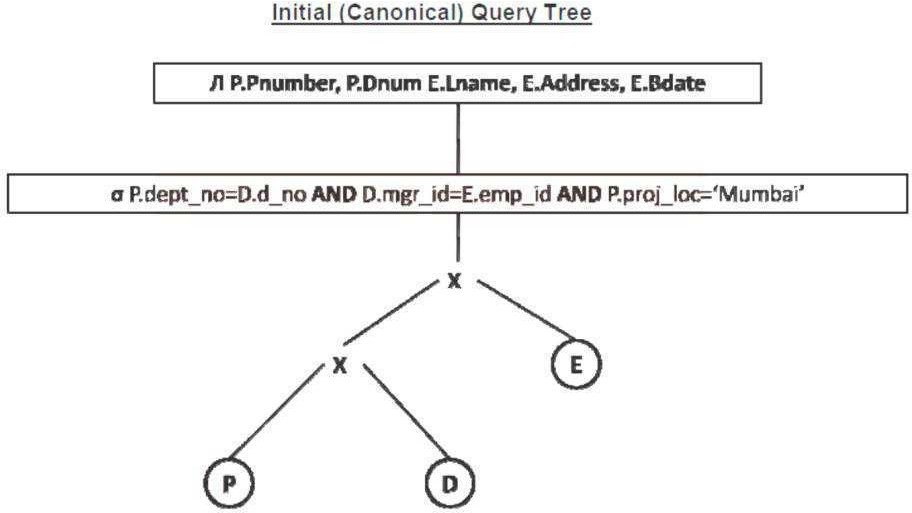 Initial (Canonical) Query Tree
Л P.Pnumber, P.Dnum E.Lname, E.Address, E.Bdate
σ P.dept_no=D.d_no AND D.mgr_id=E.emp_id AND P.proj_loc=‘Mumbai’
X
X
E
P
D